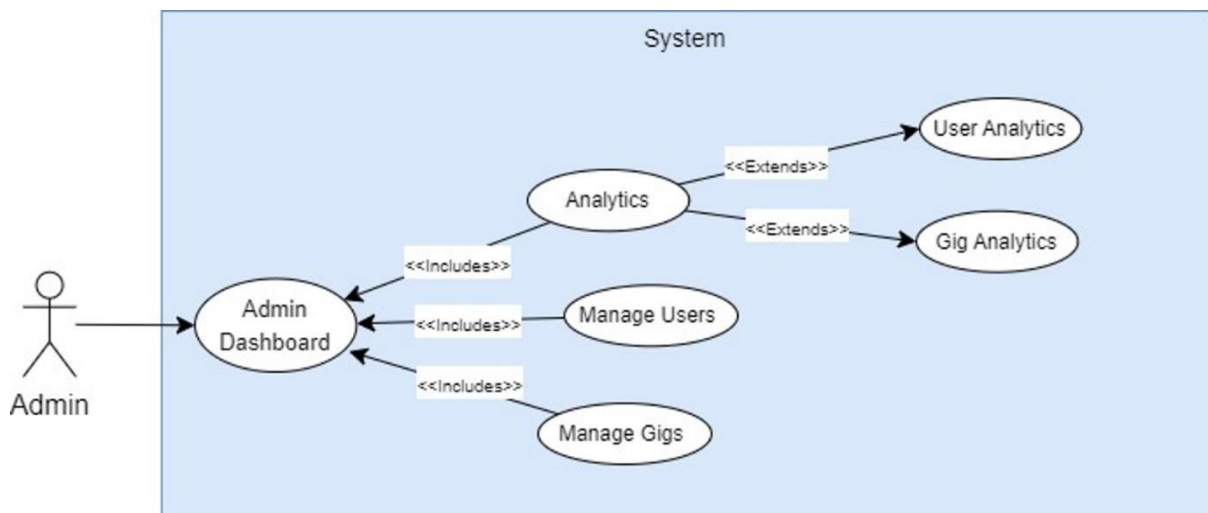 System
User Analytics
<<Extends>>
Analytics
<<Extends>>
Gig Analytics
<<Includes>>
Admin
Dashboard
<<Includes>>
Manage Users
<<Includes>>
Manage Gigs
Admin